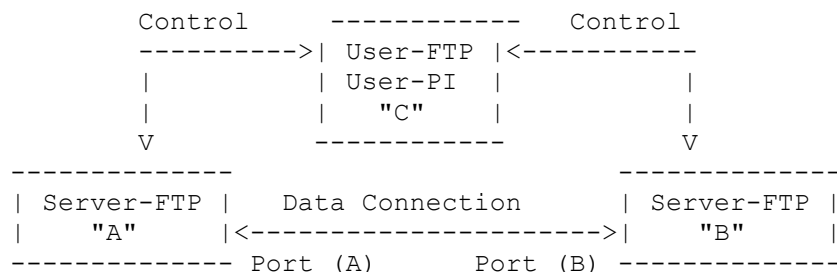 Control     ------------   Control
---------->| User-FTP |<-----------
|          | User-PI  |          |
|          |   "C"    |          |
V          ------------          V
--------------                        --------------
| Server-FTP |   Data Connection      | Server-FTP |
|    "A"     |<---------------------->|    "B"     |
-------------- Port (A)      Port (B) --------------